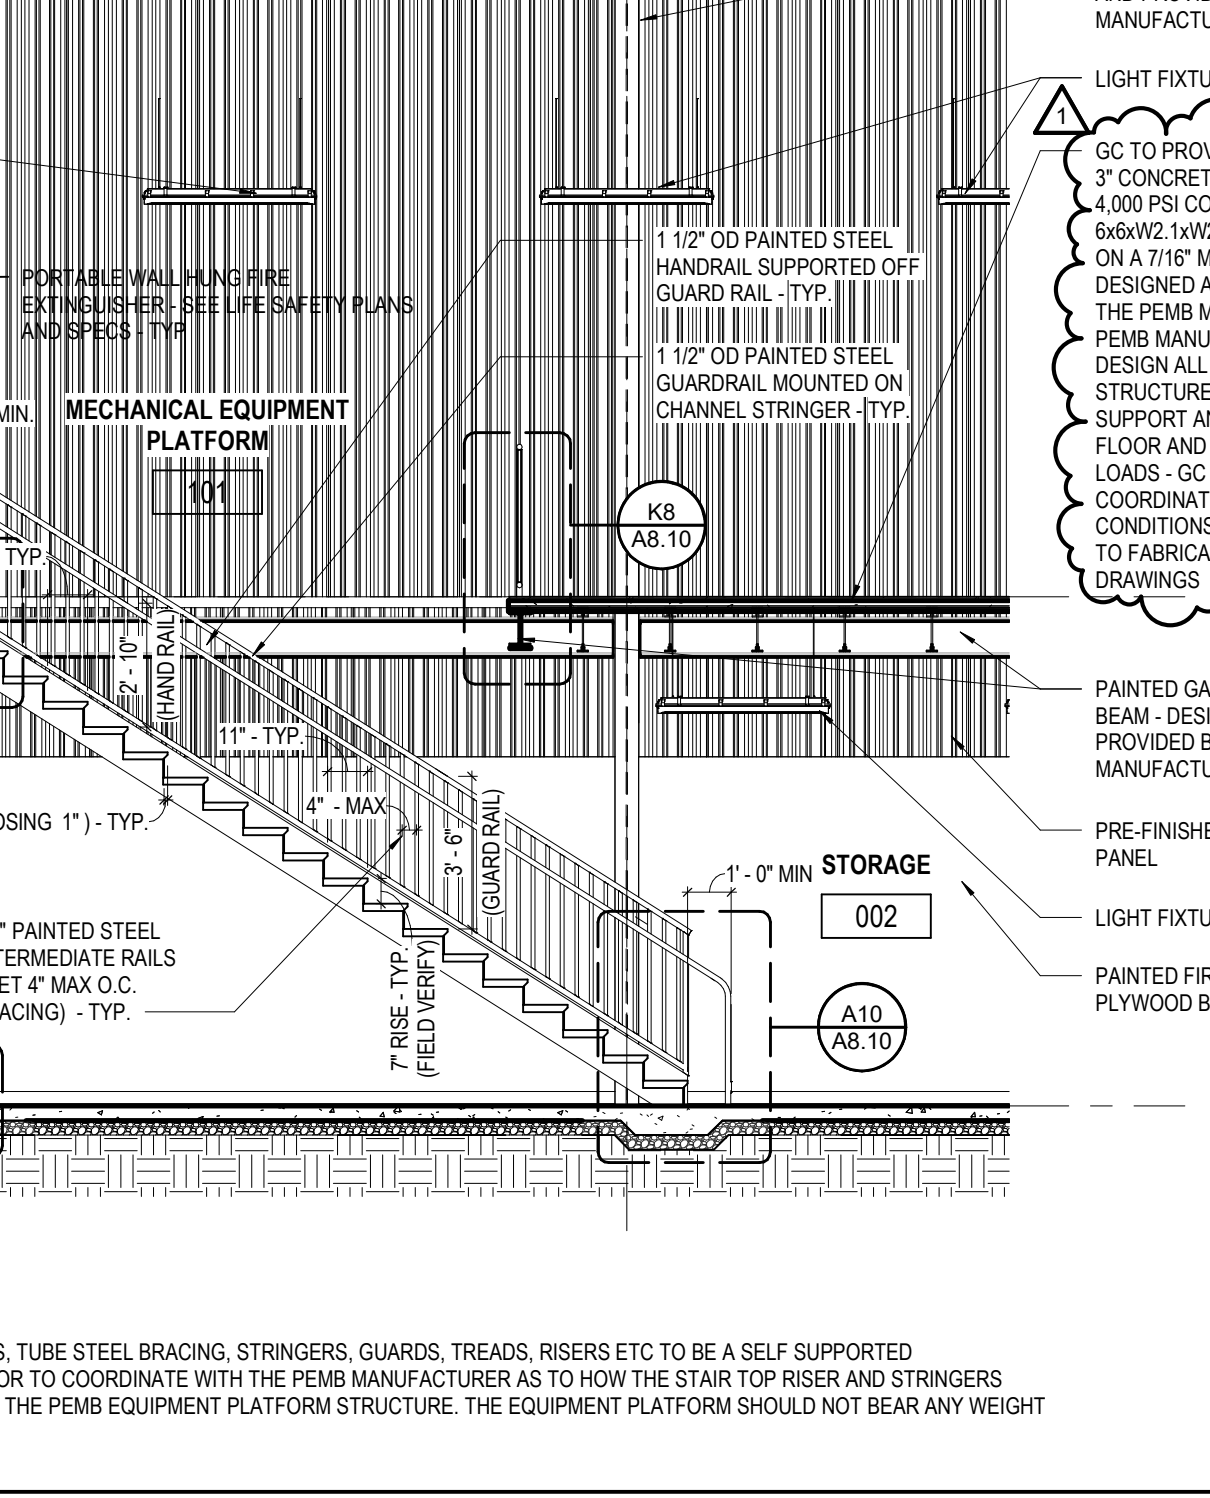 MANUFACTU
LIGHT FIXTU
1
GC TO PROV
3" CONCRET
4,000 PSI CO
6x6xW2.1xW2
ON A 7/16" M
DESIGNED A
THE PEMB M
PEMB MANU
DESIGN ALL
STRUCTURE
SUPPORT AN
FLOOR AND
LOADS - GC
COORDINAT
CONDITIONS
TO FABRICA
DRAWINGS
1 1/2" OD PAINTED STEEL
HANDRAIL SUPPORTED OFF
GUARD RAIL - TYP.
PORTABLE WALL HUNG FIRE
EXTINGUISHER - SEE LIFE SAFETY PLANS
AND SPECS - TYP
1 1/2" OD PAINTED STEEL
GUARDRAIL MOUNTED ON
CHANNEL STRINGER - TYP.
MIN.
MECHANICAL EQUIPMENT
PLATFORM
101
K8
A8.10
TYP.
2' - 10"
(HAND RAIL)
11" - TYP.
4" - MAX
3' - 6"
(GUARD RAIL)
OSING 1" ) - TYP.
PAINTED GA
BEAM - DESI
PROVIDED B
MANUFACTU
PRE-FINISHE
PANEL
1' - 0" MIN
STORAGE
002
LIGHT FIXTU
" PAINTED STEEL
TERMEDIATE RAILS
ET 4" MAX O.C.
ACING) - TYP.
7" RISE - TYP.
(FIELD VERIFY)
PAINTED FIR
PLYWOOD B
A10
A8.10
S, TUBE STEEL BRACING, STRINGERS, GUARDS, TREADS, RISERS ETC TO BE A SELF SUPPORTED
OR TO COORDINATE WITH THE PEMB MANUFACTURER AS TO HOW THE STAIR TOP RISER AND STRINGERS
THE PEMB EQUIPMENT PLATFORM STRUCTURE. THE EQUIPMENT PLATFORM SHOULD NOT BEAR ANY WEIGHT